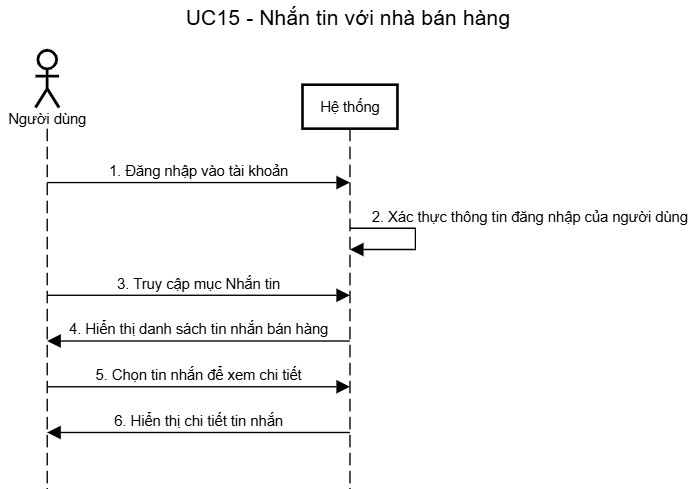 UC15 - Nhắn tin với nhà bán hàng
Người dùng
Hệ thống
1. Đăng nhập vào tài khoản
2. Xác thực thông tin đăng nhập của người dùng
3. Truy cập mục Nhắn tin
4. Hiển thị danh sách tin nhắn bán hàng
5. Chọn tin nhắn để xem chi tiết
6. Hiển thị chi tiết tin nhắn